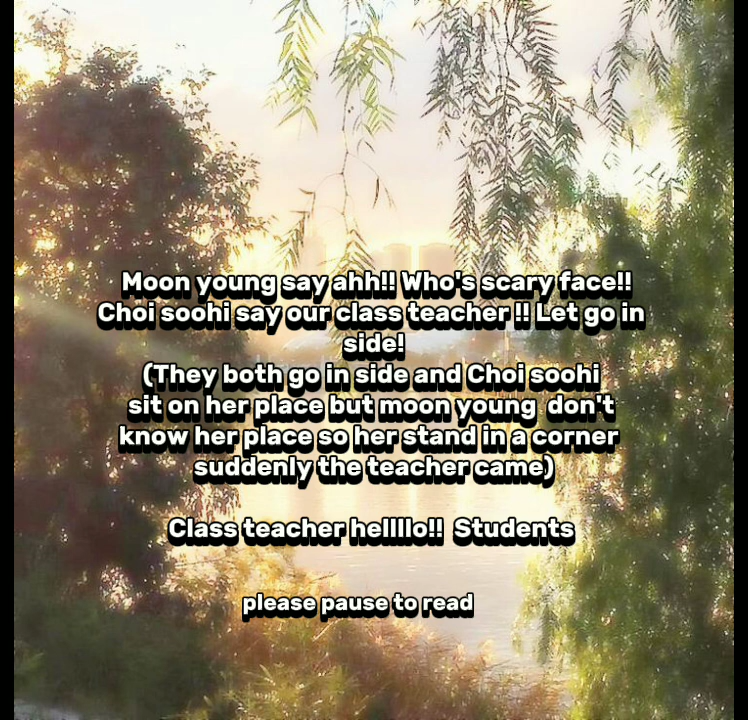 Moon young say ahh!! Who's scary face!!
Choi soohi say our class teacher !! Let go in
side!
(They both go in side and Choi soohi
sit on her place but moon young don't
know her place so her stand in a corner
suddenly the teacher came)
Class teacher hellllo!! Students
please pause to read